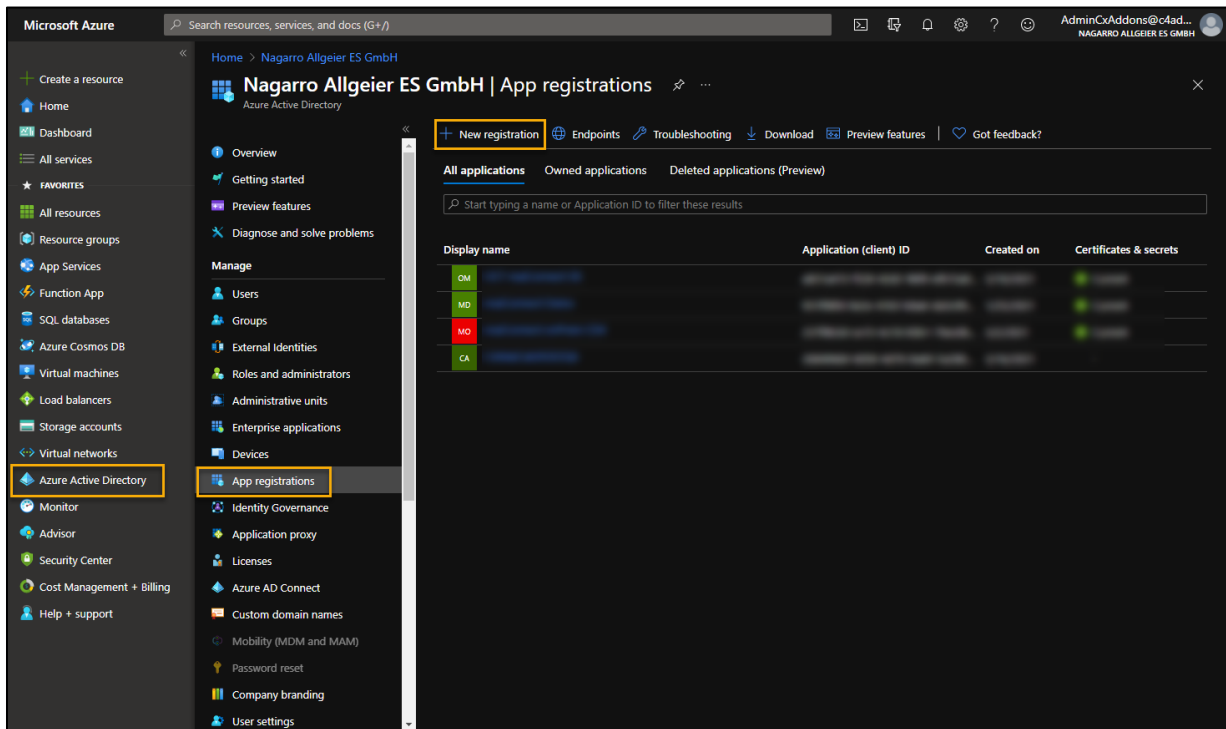 Microsoft Azure
Search resources, services, and docs (G+/)
AdminCxAddons@c4ad...
NAGARRO ALLGEIER ES GMBH
Create a resource
Home
Dashboard
All services
FAVORITES
All resources
Resource groups
App Services
Function App
SQL databases
Azure Cosmos DB
Virtual machines
Load balancers
Storage accounts
Virtual networks
Azure Active Directory
Monitor
Advisor
Security Center
Cost Management + Billing
Help + support
Home > Nagarro Allgeier ES GmbH
Nagarro Allgeier ES GmbH | App registrations
Azure Active Directory
Overview
Getting started
Preview features
Diagnose and solve problems
Manage
Users
Groups
External Identities
Roles and administrators
Administrative units
Enterprise applications
Devices
App registrations
Identity Governance
Application proxy
Licenses
Azure AD Connect
Custom domain names
Mobility (MDM and MAM)
Password reset
Company branding
User settings
New registration Endpoints Troubleshooting Download Preview features | Got feedback?
All applications Owned applications Deleted applications (Preview)
Start typing a name or Application ID to filter these results
Display name Application (client) ID Created on Certificates & secrets
OM
MD
MO
CA